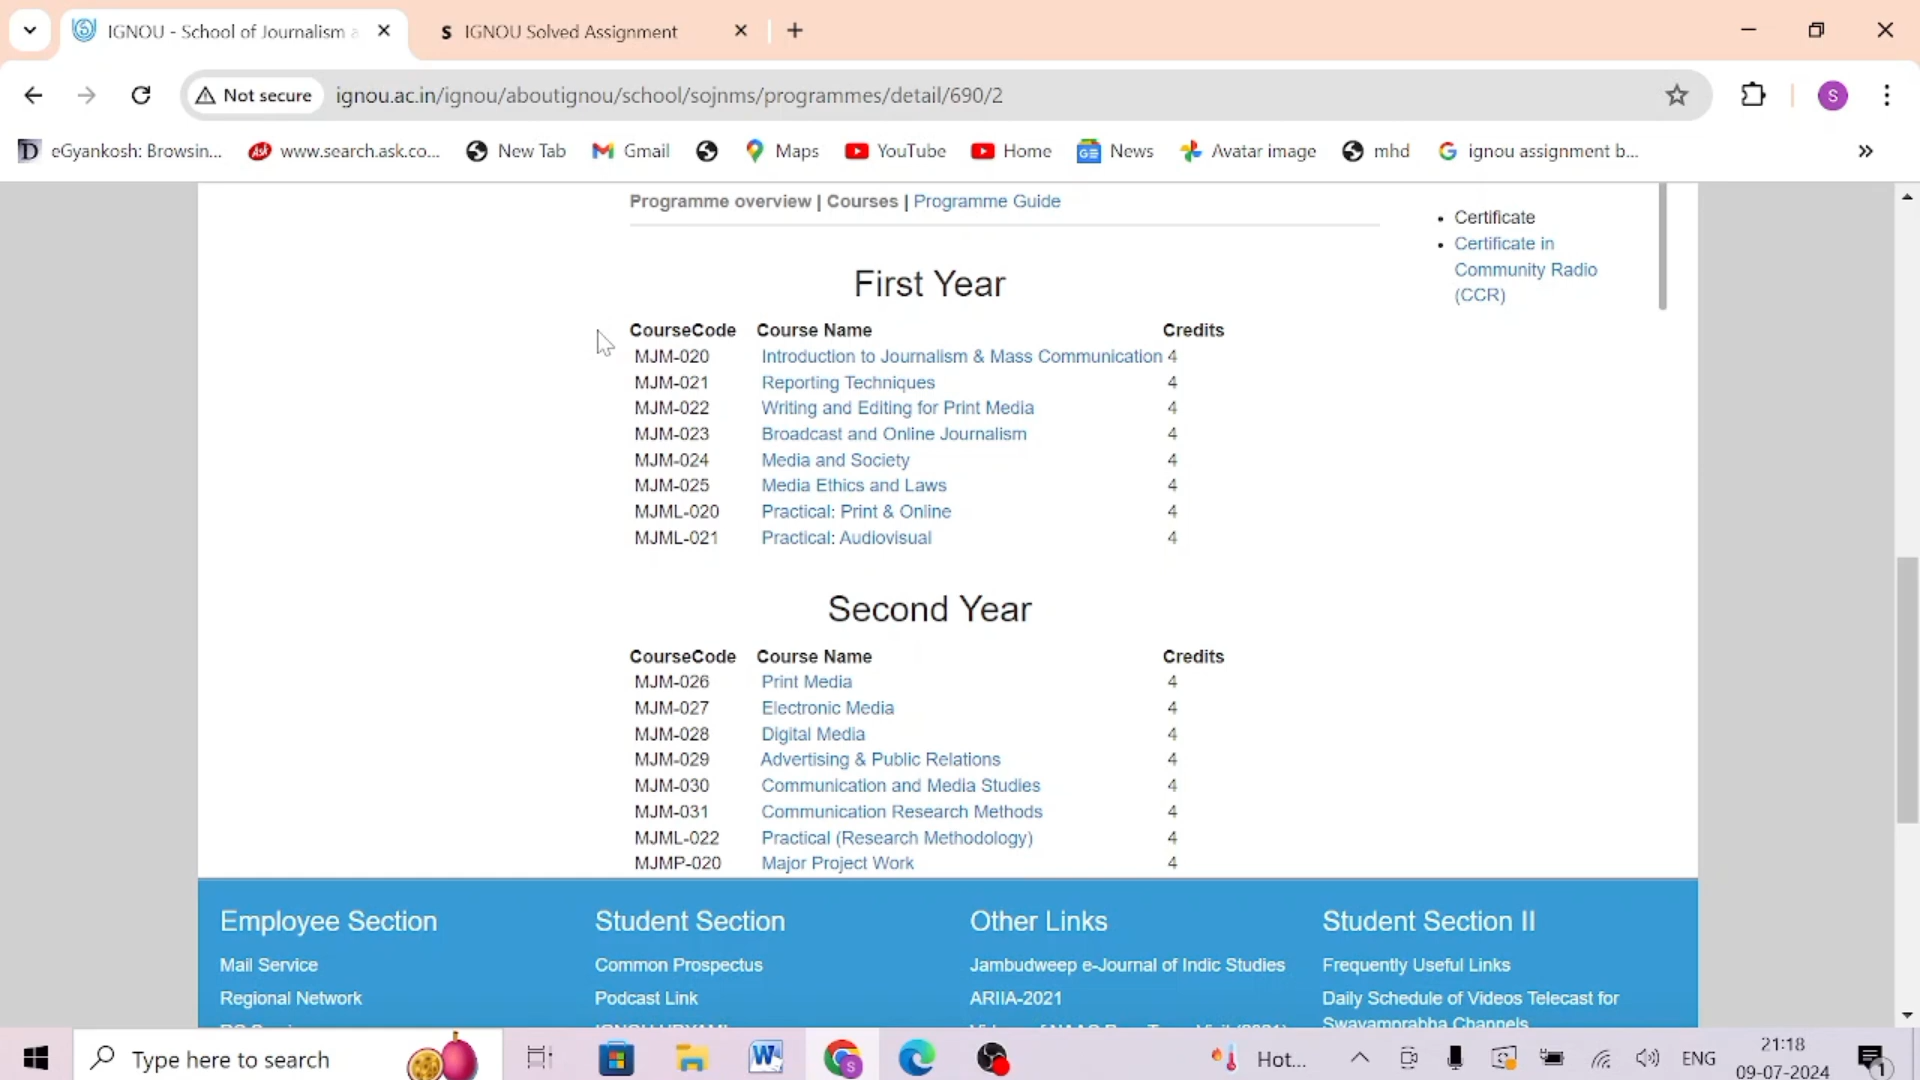 IGNOU - School of Journalism a
IGNOU Solved Assignment
Not secure
ignou.ac.in/ignou/aboutignou/school/sojnms/programmes/detail/690/2
S
eGyankosh: Browsin...
www.search.ask.co...
New Tab
Gmail
Maps
YouTube
Home
News
Avatar image
mhd
ignou assignment b...
Programme overview | Courses | Programme Guide
Certificate
Certificate in
Community Radio
(CCR)
First Year
CourseCode Course Name Credits
MJM-020 Introduction to Journalism & Mass Communication 4
MJM-021 Reporting Techniques 4
MJM-022 Writing and Editing for Print Media 4
MJM-023 Broadcast and Online Journalism 4
MJM-024 Media and Society 4
MJM-025 Media Ethics and Laws 4
MJML-020 Practical: Print & Online 4
MJML-021 Practical: Audiovisual 4
Second Year
CourseCode Course Name Credits
MJM-026 Print Media 4
MJM-027 Electronic Media 4
MJM-028 Digital Media 4
MJM-029 Advertising & Public Relations 4
MJM-030 Communication and Media Studies 4
MJM-031 Communication Research Methods 4
MJML-022 Practical (Research Methodology) 4
MJMP-020 Major Project Work 4
Employee Section
Mail Service
Regional Network
Student Section
Common Prospectus
Podcast Link
Other Links
Jambudweep e-Journal of Indic Studies
ARIIA-2021
Student Section II
Frequently Useful Links
Daily Schedule of Videos Telecast for
Swayamprabha Channels
Type here to search
Hot...
ENG
21:18
09-07-2024
1